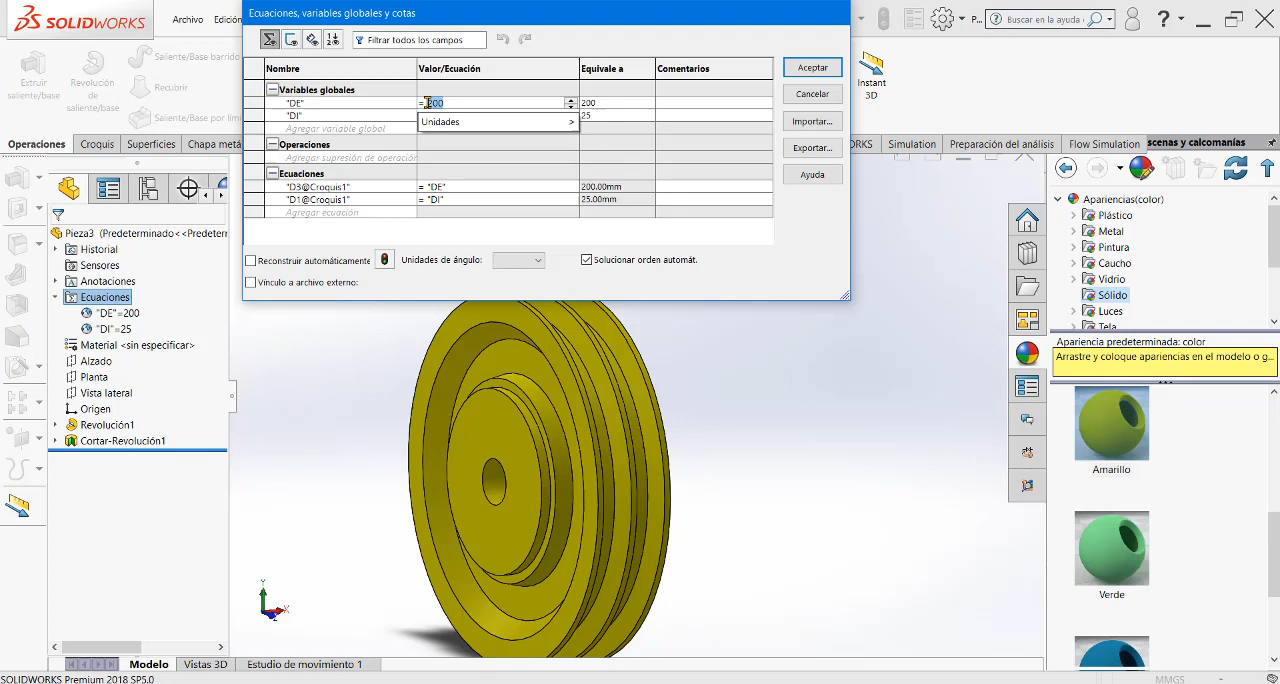 SOLIDWORKS
Archivo
Edición
P...
Buscar en la ayuda
?
Extruir
saliente/base
Revolución
de
saliente/base
Saliente/Base barrido
Recubrir
Saliente/Base por lím
Instant
3D
Operaciones
Croquis
Superficies
Chapa metá
ORKS
Simulation
Preparación del análisis
Flow Simulation
Ecuaciones, variables globales y cotas
Filtrar todos los campos
Nombre
Valor/Ecuación
Equivale a
Comentarios
Variables globales
"DE"
= 200
200
"DI"
25
Unidades
>
Agregar variable global
Operaciones
Agregar supresión de operación
Ecuaciones
"D3@Croquis1"
= "DE"
200.00mm
"D1@Croquis1"
= "DI"
25.00mm
Agregar ecuación
Reconstruir automáticamente
Unidades de ángulo:
Solucionar orden automát.
Vínculo a archivo externo:
Aceptar
Cancelar
Importar...
Exportar...
Ayuda
Pieza3 (Predeterminado<<Predeterr
Historial
Sensores
Anotaciones
Ecuaciones
"DE"=200
"DI"=25
Material <sin especificar>
Alzado
Planta
Vista lateral
Origen
Revolución1
Cortar-Revolución1
Y
X
Z
scenas y calcomanías
Apariencias(color)
Plástico
Metal
Pintura
Caucho
Vidrio
Sólido
Luces
Tela
Apariencia predeterminada: color
Arrastre y coloque apariencias en el modelo o g...
Amarillo
Verde
Modelo
Vistas 3D
Estudio de movimiento 1
SOLIDWORKS Premium 2018 SP5.0
MMGS